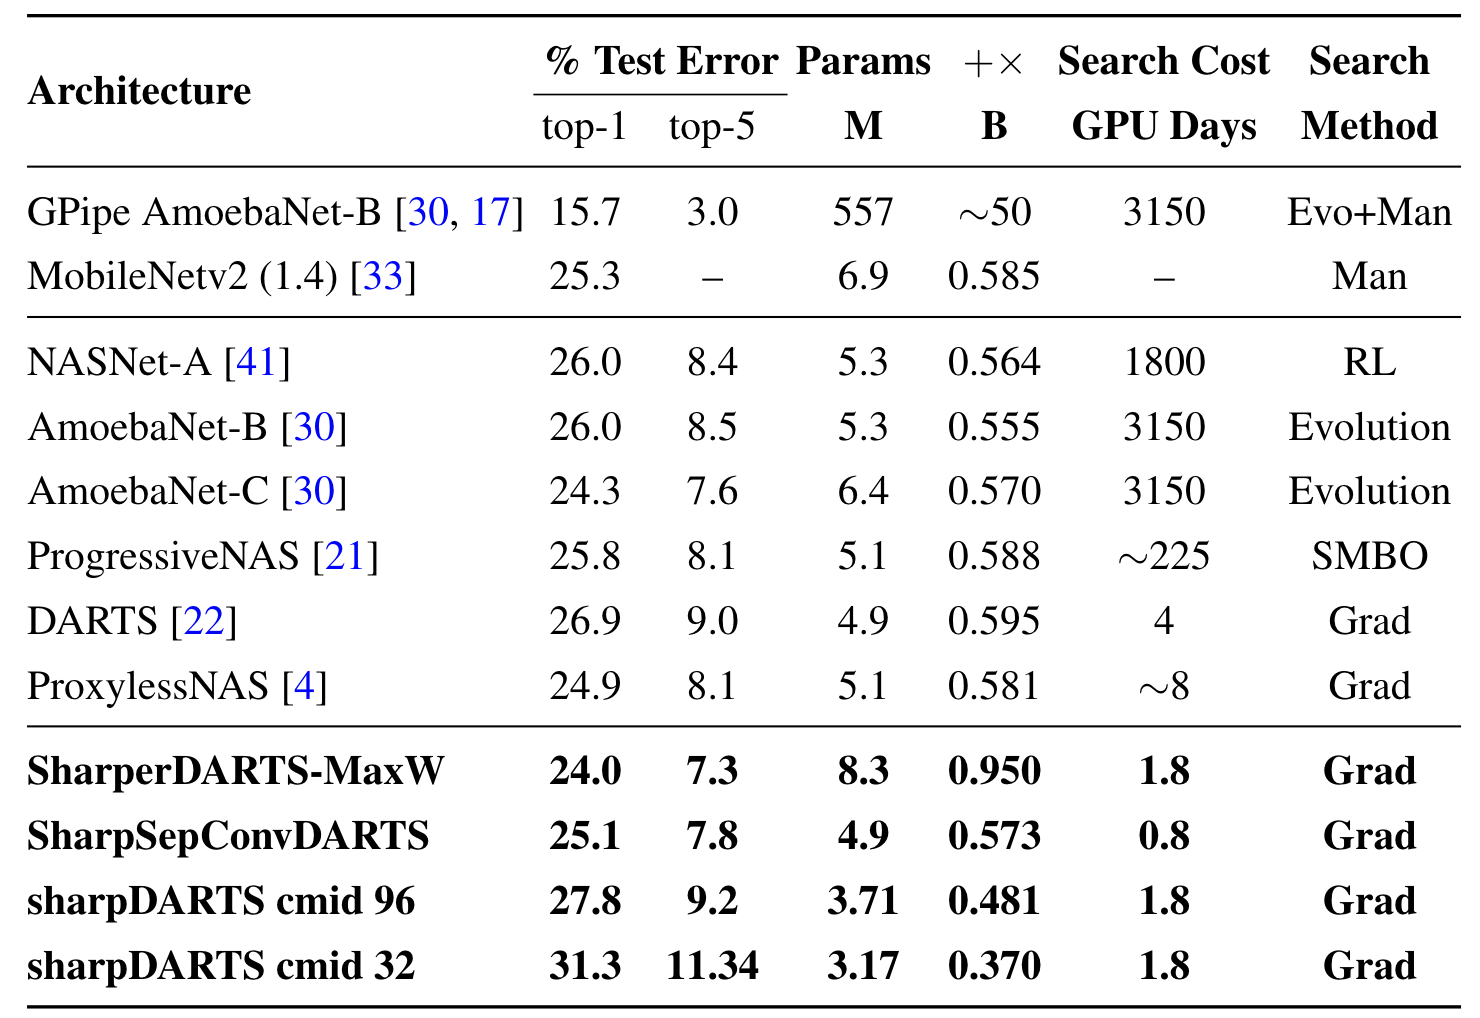 Architecture % Test Error Params +× Search Cost Search
top-1 top-5 M B GPU Days Method
GPipe AmoebaNet-B [30, 17] 15.7 3.0 557 ∼50 3150 Evo+Man
MobileNetv2 (1.4) [33] 25.3 – 6.9 0.585 – Man
NASNet-A [41] 26.0 8.4 5.3 0.564 1800 RL
AmoebaNet-B [30] 26.0 8.5 5.3 0.555 3150 Evolution
AmoebaNet-C [30] 24.3 7.6 6.4 0.570 3150 Evolution
ProgressiveNAS [21] 25.8 8.1 5.1 0.588 ∼225 SMBO
DARTS [22] 26.9 9.0 4.9 0.595 4 Grad
ProxylessNAS [4] 24.9 8.1 5.1 0.581 ∼8 Grad
SharperDARTS-MaxW 24.0 7.3 8.3 0.950 1.8 Grad
SharpSepConvDARTS 25.1 7.8 4.9 0.573 0.8 Grad
sharpDARTS cmid 96 27.8 9.2 3.71 0.481 1.8 Grad
sharpDARTS cmid 32 31.3 11.34 3.17 0.370 1.8 Grad